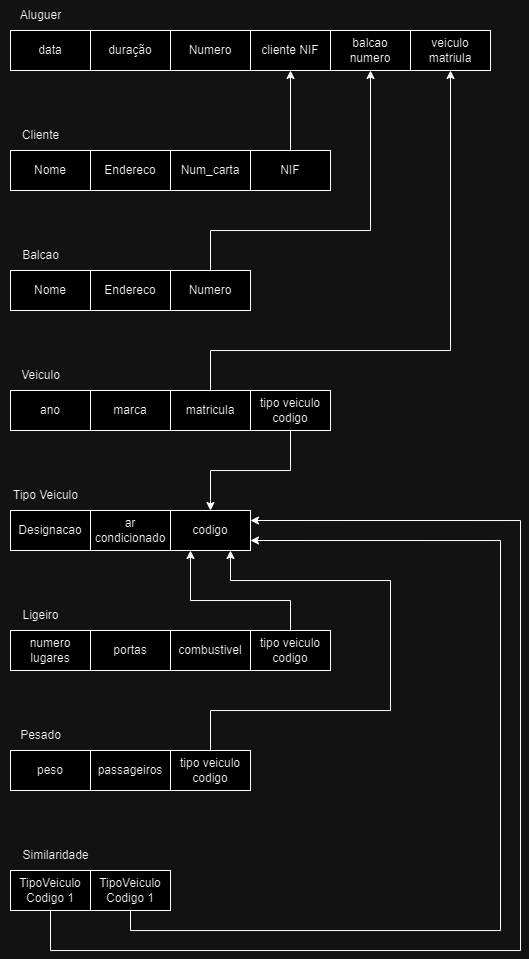 Aluguer
data duração Numero cliente NIF balcao numero veiculo matriula
Cliente
Nome Endereco Num_carta NIF
Balcao
Nome Endereco Numero
Veiculo
ano marca matricula tipo veiculo codigo
Tipo Veiculo
Designacao ar condicionado codigo
Ligeiro
numero lugares portas combustivel tipo veiculo codigo
Pesado
peso passageiros tipo veiculo codigo
Similaridade
TipoVeiculo Codigo 1 TipoVeiculo Codigo 1